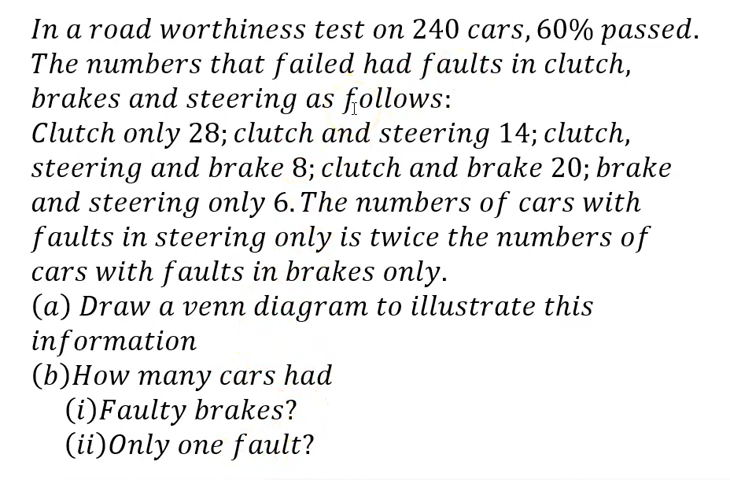 In a road worthiness test on 240 cars, 60% passed.
The numbers that failed had faults in clutch,
brakes and steering as follows:
Clutch only 28; clutch and steering 14; clutch,
steering and brake 8; clutch and brake 20; brake
and steering only 6. The numbers of cars with
faults in steering only is twice the numbers of
cars with faults in brakes only.
(a) Draw a venn diagram to illustrate this
information
(b)How many cars had
(i)Faulty brakes?
(ii)Only one fault?